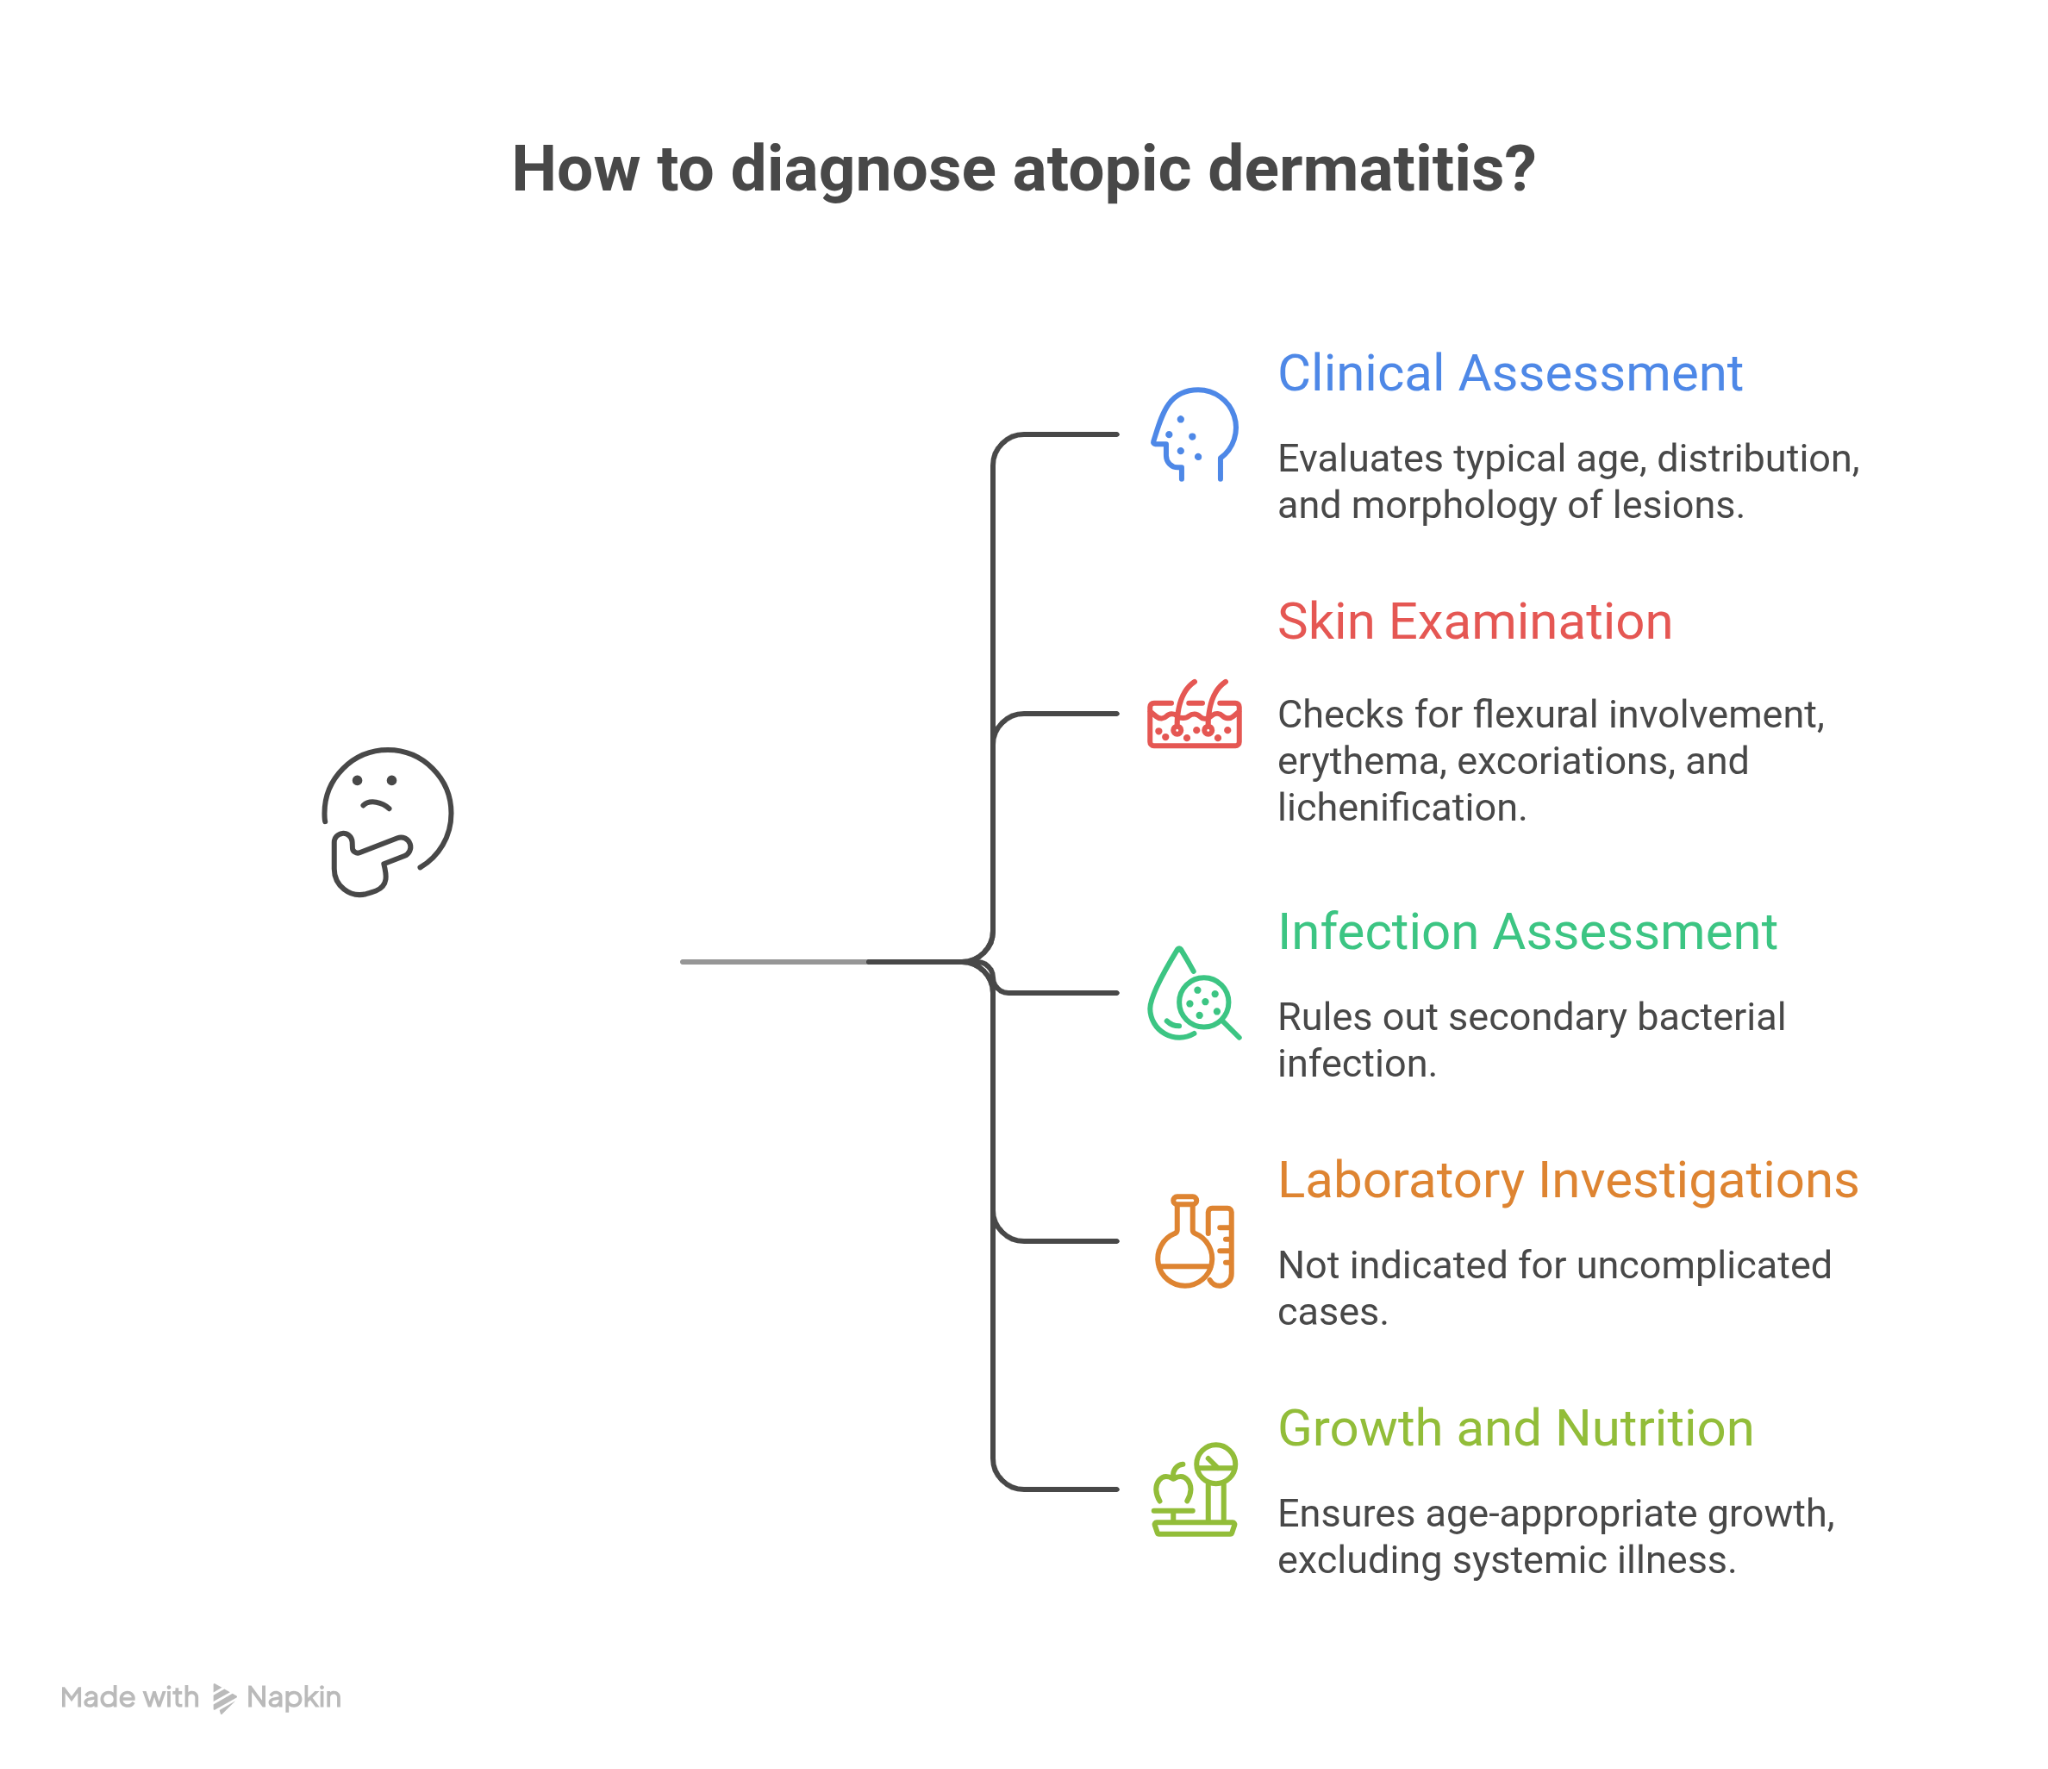 How to diagnose atopic dermatitis?
Clinical Assessment
Evaluates typical age, distribution,
and morphology of lesions.
Skin Examination
Checks for flexural involvement,
erythema, excoriations, and
lichenification.
Infection Assessment
Rules out secondary bacterial
infection.
Laboratory Investigations
Not indicated for uncomplicated
cases.
Growth and Nutrition
Ensures age-appropriate growth,
excluding systemic illness.
Made with Napkin